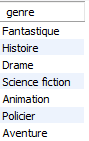 genre
Fantastique
Histoire
Drame
Science fiction
Animation
Policier
Aventure